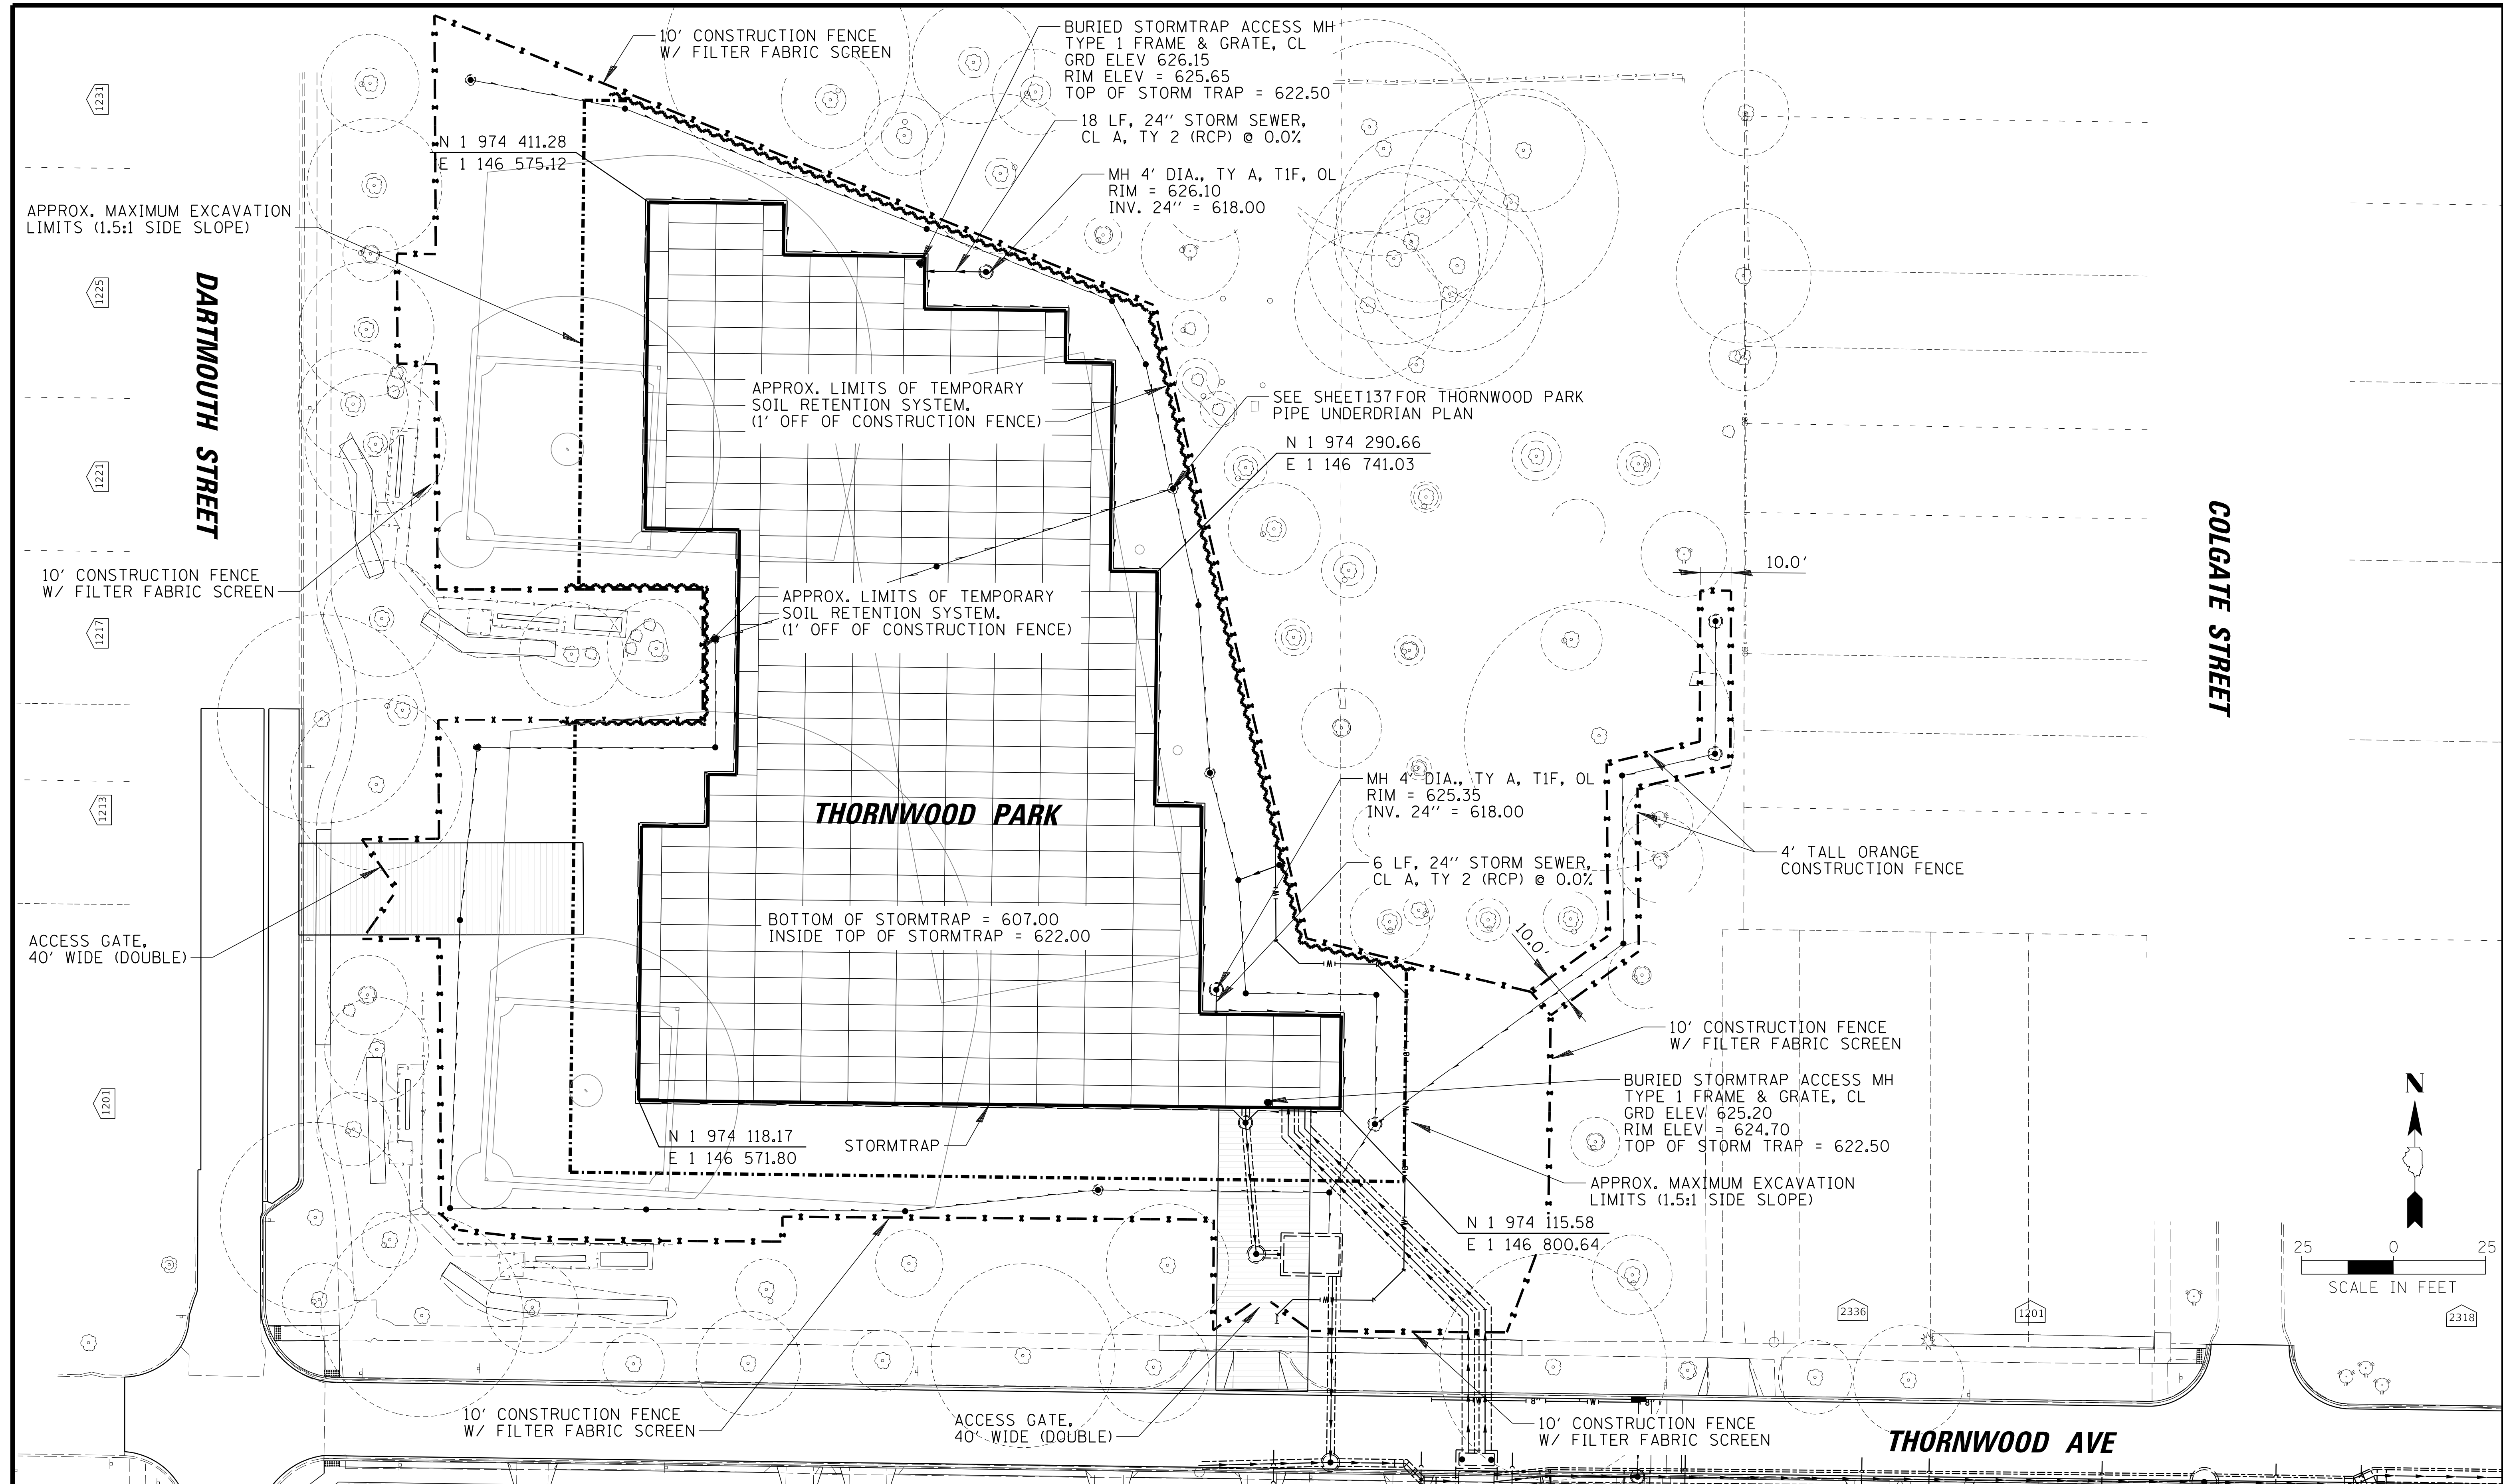 10' CONSTRUCTION FENCE
W/ FILTER FABRIC SCREEN
BURIED STORMTRAP ACCESS MH
TYPE 1 FRAME & GRATE, CL
GRD ELEV 626.15
RIM ELEV = 625.65
TOP OF STORM TRAP = 622.50
18 LF, 24'' STORM SEWER,
CL A, TY 2 (RCP) @ 0.0%
MH 4' DIA., TY A, T1F, OL
RIM = 626.10
INV. 24'' = 618.00
1231
N 1 974 411.28
E 1 146 575.12
APPROX. MAXIMUM EXCAVATION
LIMITS (1.5:1 SIDE SLOPE)
1225
DARTMOUTH STREET
APPROX. LIMITS OF TEMPORARY
SOIL RETENTION SYSTEM.
(1' OFF OF CONSTRUCTION FENCE)
SEE SHEET 137 FOR THORNWOOD PARK
PIPE UNDERDRIAN PLAN
N 1 974 290.66
E 1 146 741.03
1221
COLGATE STREET
10.0'
10' CONSTRUCTION FENCE
W/ FILTER FABRIC SCREEN
APPROX. LIMITS OF TEMPORARY
SOIL RETENTION SYSTEM.
(1' OFF OF CONSTRUCTION FENCE)
1217
THORNWOOD PARK
MH 4' DIA., TY A, T1F, OL
RIM = 625.35
INV. 24'' = 618.00
1213
6 LF, 24'' STORM SEWER,
CL A, TY 2 (RCP) @ 0.0%
4' TALL ORANGE
CONSTRUCTION FENCE
BOTTOM OF STORMTRAP = 607.00
INSIDE TOP OF STORMTRAP = 622.00
ACCESS GATE,
40' WIDE (DOUBLE)
10.0'
W
10' CONSTRUCTION FENCE
W/ FILTER FABRIC SCREEN
8"
BURIED STORMTRAP ACCESS MH
TYPE 1 FRAME & GRATE, CL
GRD ELEV 625.20
RIM ELEV = 624.70
TOP OF STORM TRAP = 622.50
1201
N
N 1 974 118.17
E 1 146 571.80
STORMTRAP
APPROX. MAXIMUM EXCAVATION
LIMITS (1.5:1 SIDE SLOPE)
N 1 974 115.58
E 1 146 800.64
25 0 25
SCALE IN FEET
2336
1201
2318
10' CONSTRUCTION FENCE
W/ FILTER FABRIC SCREEN
ACCESS GATE,
40' WIDE (DOUBLE)
W 8" W 8"
10' CONSTRUCTION FENCE
W/ FILTER FABRIC SCREEN
THORNWOOD AVE